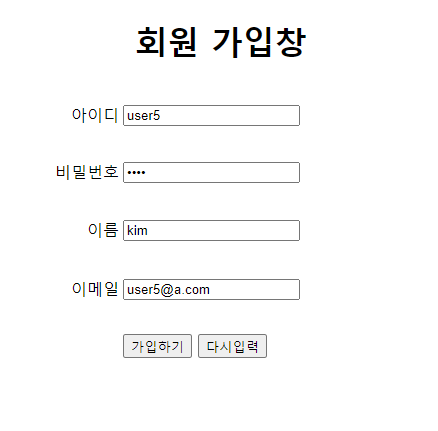 회원 가입창
아이디 user5
비밀번호 ••••
이름 kim
이메일 user5@a.com
가입하기 다시입력